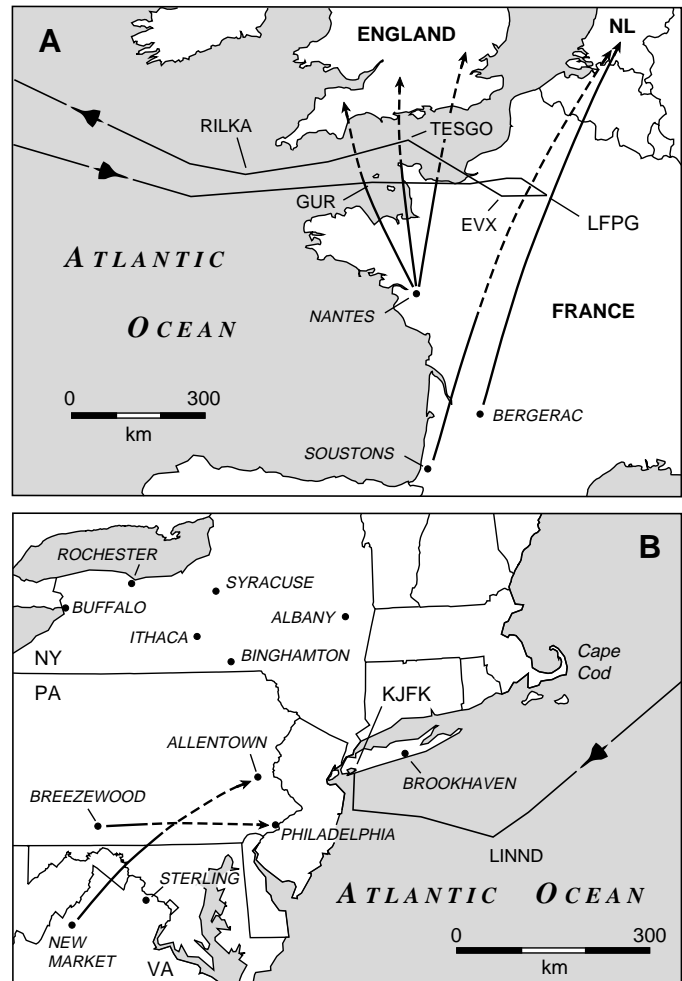 A
ENGLAND
NL
RILKA
TESGO
GUR
EVX
LFPG
ATLANTIC
OCEAN
NANTES
FRANCE
0 300
km
BERGERAC
SOUSTONS
B
ROCHESTER
SYRACUSE
BUFFALO
ALBANY
ITHACA
BINGHAMTON
NY
PA
Cape
Cod
KJFK
ALLENTOWN
BREEZEWOOD
BROOKHAVEN
PHILADELPHIA
LINND
STERLING
ATLANTIC OCEAN
NEW
MARKET
VA
0 300
km